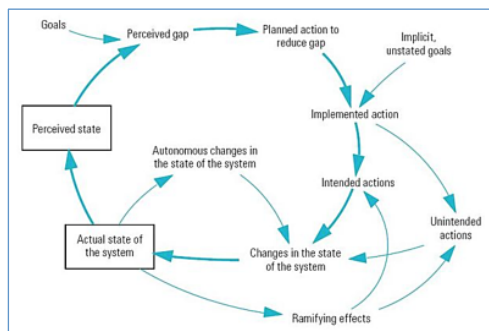 Goals
Perceived gap
Planned action to
reduce gap
Implicit,
unstated goals
Perceived state
Implemented action
Autonomous changes in
the state of the system
Intended actions
Unintended
actions
Actual state of
the system
Changes in the state
of the system
Ramifying effects